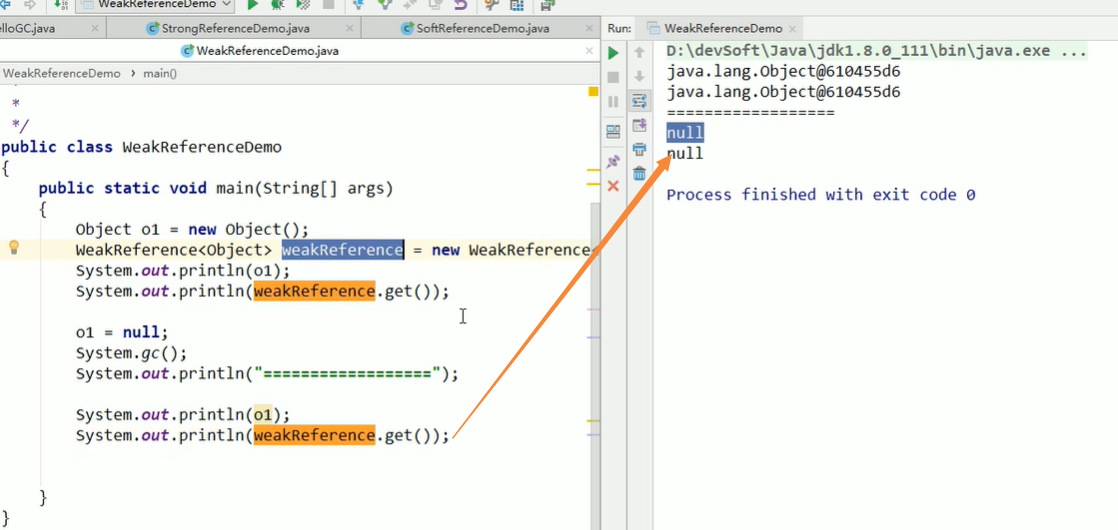 WeakReferenceDemo
lloGC.java
StrongReferenceDemo.java
SoftReferenceDemo.java
WeakReferenceDemo.java
WeakReferenceDemo
main()
*
*/
public class WeakReferenceDemo
{
public static void main(String[] args)
{
Object o1 = new Object();
WeakReference<Object> weakReference = new WeakReference<
System.out.println(o1);
System.out.println(weakReference.get());
o1 = null;
System.gc();
System.out.println("==================");
System.out.println(o1);
System.out.println(weakReference.get());
}
}
Run:
WeakReferenceDemo
D:\devSoft\Java\jdk1.8.0_111\bin\java.exe ...
java.lang.Object@610455d6
java.lang.Object@610455d6
==================
null
null
Process finished with exit code 0